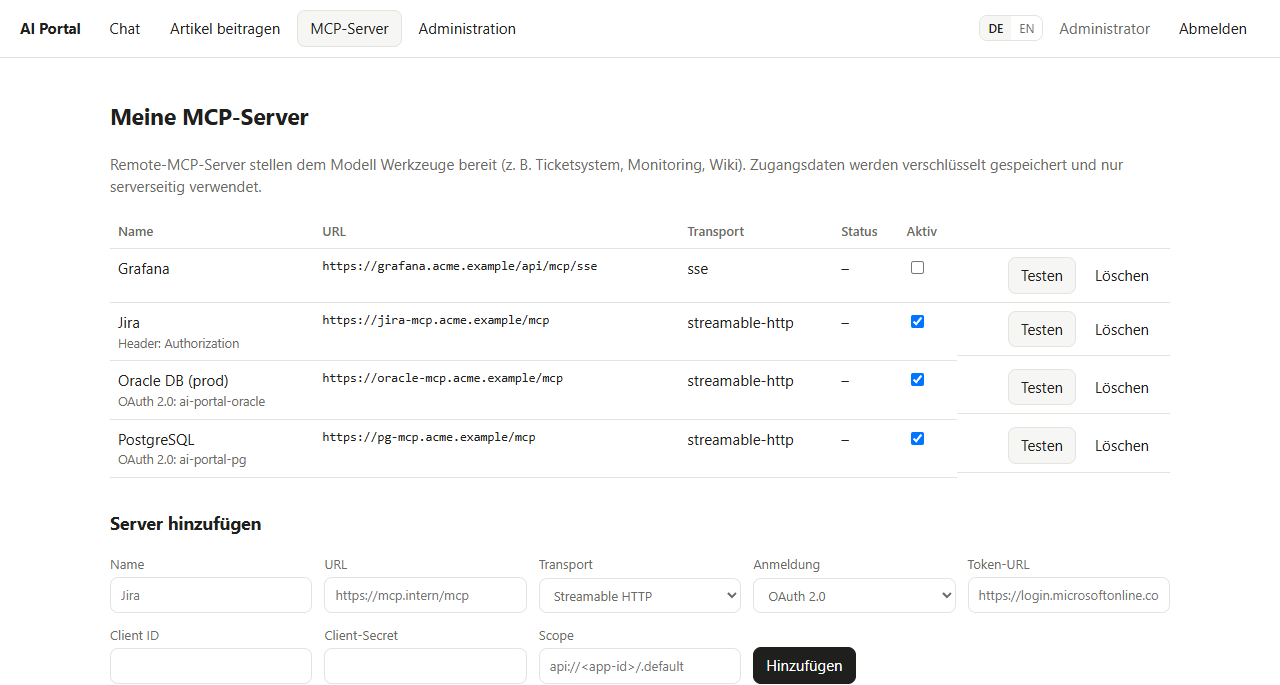 AI Portal Chat Artikel beitragen MCP-Server Administration DE EN Administrator Abmelden
Meine MCP-Server
Remote-MCP-Server stellen dem Modell Werkzeuge bereit (z. B. Ticketsystem, Monitoring, Wiki). Zugangsdaten werden verschlüsselt gespeichert und nur
serverseitig verwendet.
Name URL Transport Status Aktiv
Grafana https://grafana.acme.example/api/mcp/sse sse – Testen Löschen
Jira https://jira-mcp.acme.example/mcp streamable-http – Testen Löschen
Header: Authorization
Oracle DB (prod) https://oracle-mcp.acme.example/mcp streamable-http – Testen Löschen
OAuth 2.0: ai-portal-oracle
PostgreSQL https://pg-mcp.acme.example/mcp streamable-http – Testen Löschen
OAuth 2.0: ai-portal-pg
Server hinzufügen
Name URL Transport Anmeldung Token-URL
Jira https://mcp.intern/mcp Streamable HTTP OAuth 2.0 https://login.microsoftonline.co
Client ID Client-Secret Scope
api://<app-id>/.default Hinzufügen